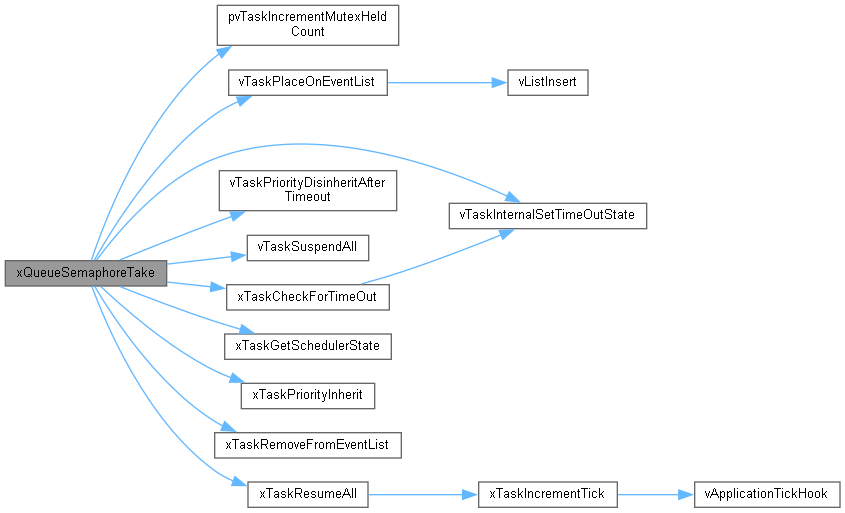 pvTaskIncrementMutexHeld
Count
vTaskPlaceOnEventList
vListInsert
vTaskPriorityDisinheritAfter
Timeout
vTaskInternalSetTimeOutState
vTaskSuspendAll
xQueueSemaphoreTake
xTaskCheckForTimeOut
xTaskGetSchedulerState
xTaskPriorityInherit
xTaskRemoveFromEventList
xTaskResumeAll
xTaskIncrementTick
vApplicationTickHook